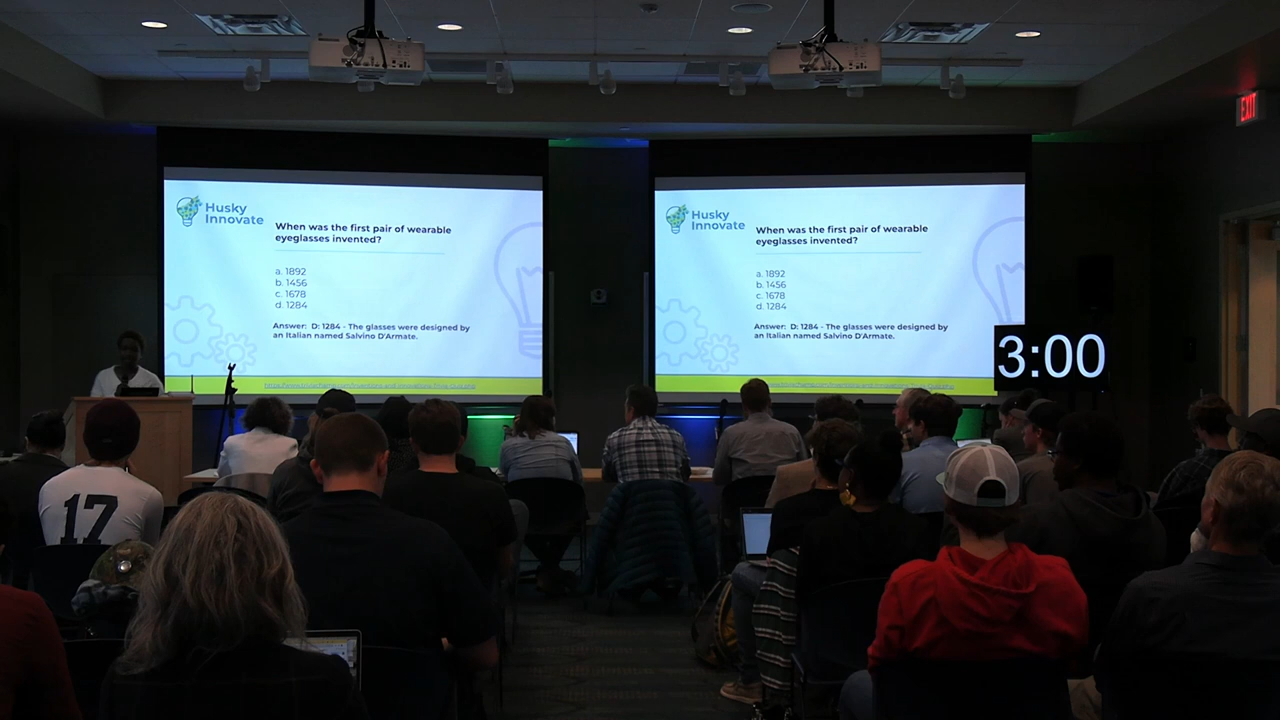 EXIT
Husky
Innovate
When was the first pair of wearable
eyeglasses invented?
a. 1892
b. 1456
c. 1678
d. 1284
Answer: D: 1284 - The glasses were designed by
an Italian named Salvino D'Armate.
Husky
Innovate
When was the first pair of wearable
eyeglasses invented?
a. 1892
b. 1456
c. 1678
d. 1284
Answer: D: 1284 - The glasses were designed by
an Italian named Salvino D'Armate.
3:00
17